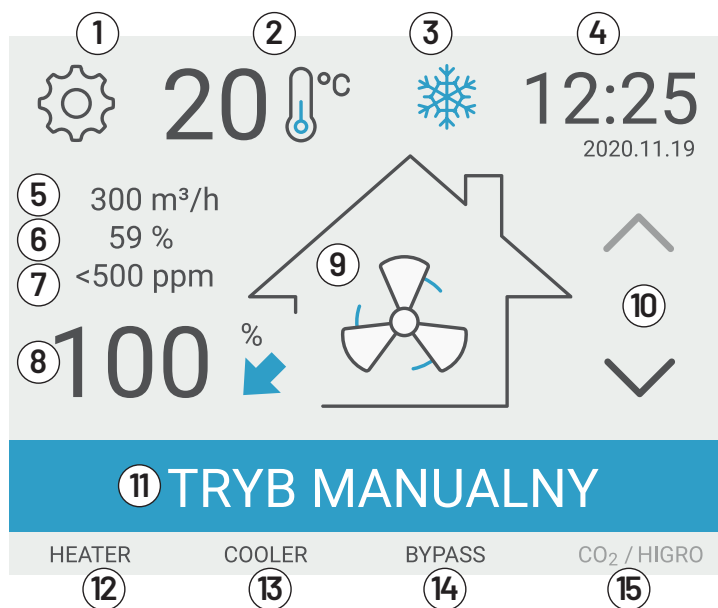 1 2 3 4
20 °C 12:25
2020.11.19
5 300 m³/h
6 59 %
7 <500 ppm
9
10
8 100 %
11 TRYB MANUALNY
HEATER COOLER BYPASS CO₂ / HIGRO
12 13 14 15